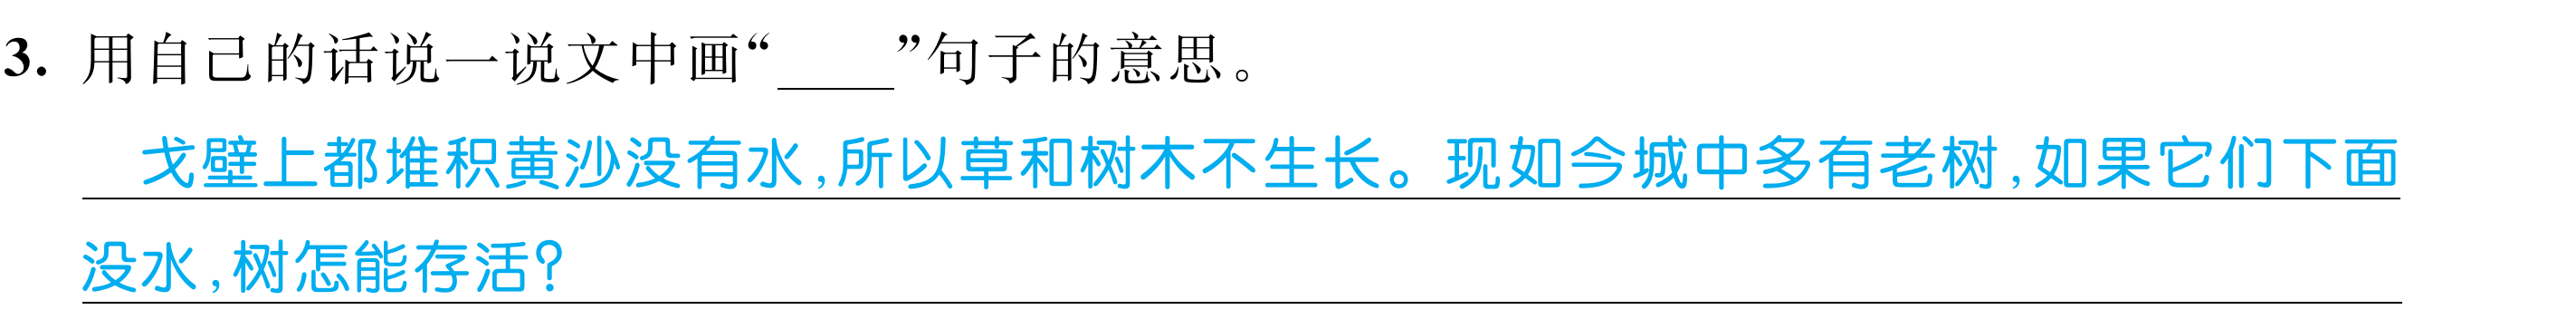 3. 用自己的话说一说文中画“____”句子的意思。
戈壁上都堆积黄沙没有水,所以草和树木不生长。现如今城中多有老树,如果它们下面
没水,树怎能存活?